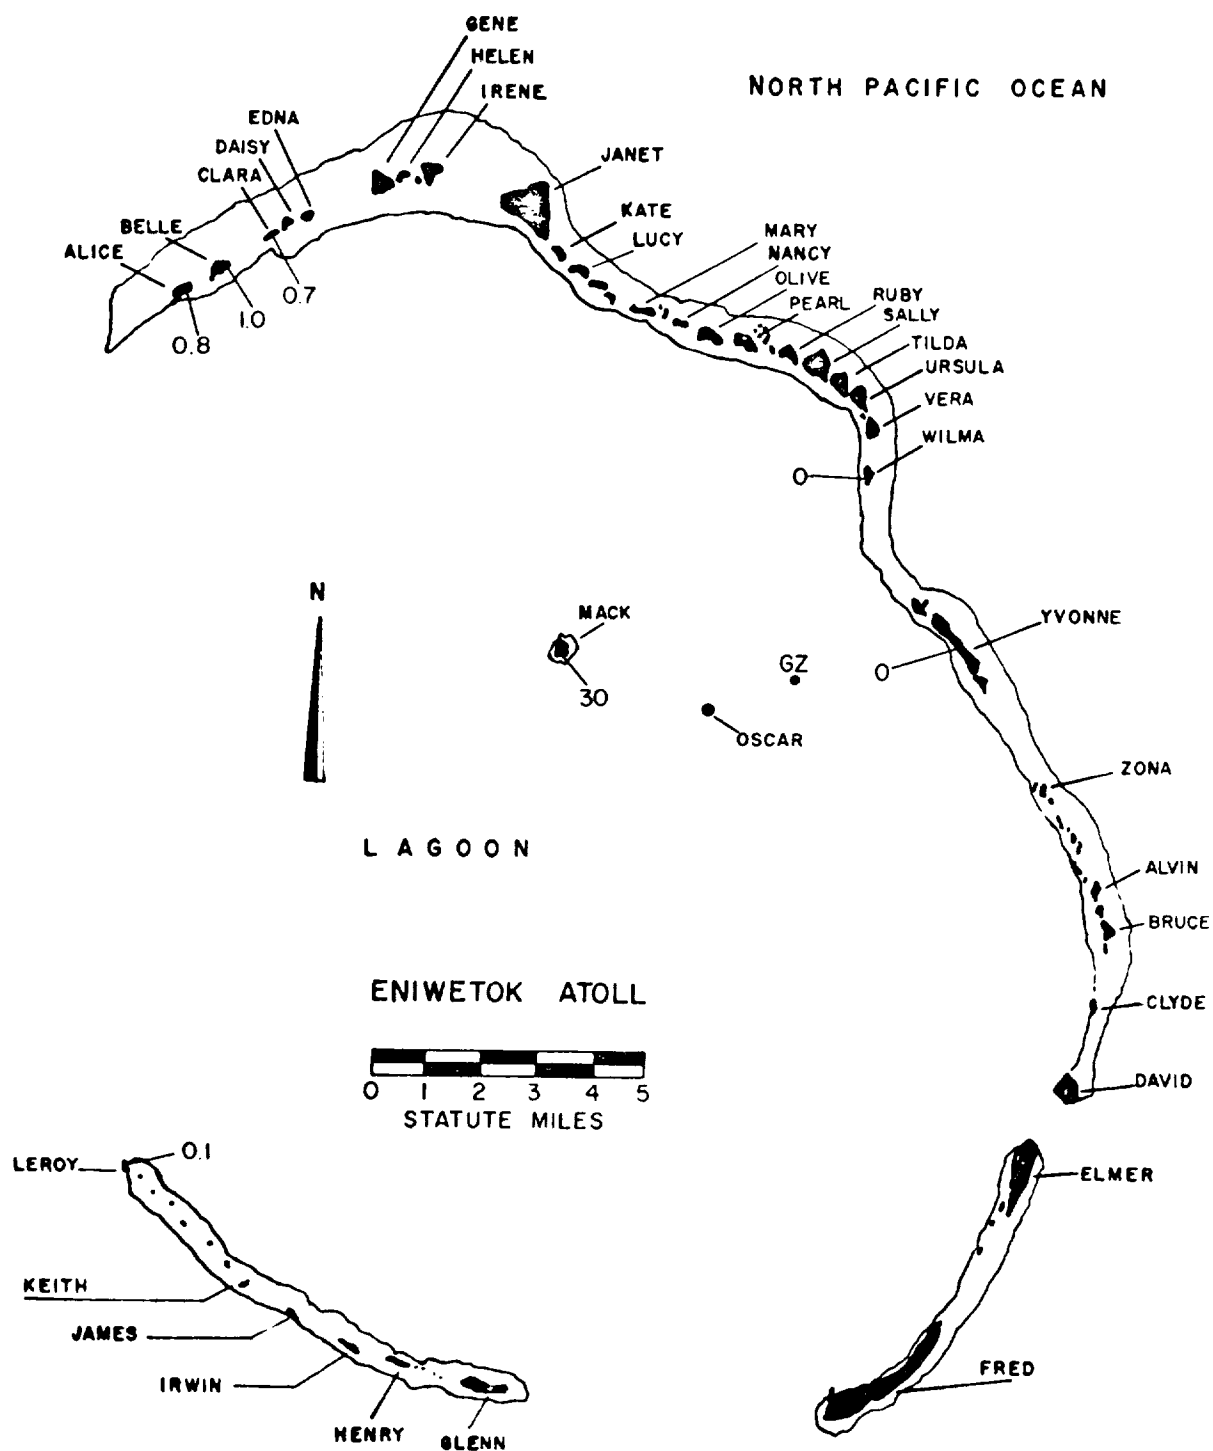 GENE
HELEN
IRENE
NORTH PACIFIC OCEAN
EDNA
DAISY
CLARA
BELLE
ALICE
JANET
KATE
LUCY
MARY
NANCY
OLIVE
PEARL
RUBY
SALLY
TILDA
URSULA
VERA
WILMA
0.7
1.0
0.8
0
N
MACK
30
GZ
OSCAR
YVONNE
0
ZONA
LAGOON
ALVIN
BRUCE
ENIWETOK ATOLL
CLYDE
0 1 2 3 4 5
STATUTE MILES
DAVID
LEROY
0.1
ELMER
KEITH
JAMES
IRWIN
HENRY
GLENN
FRED